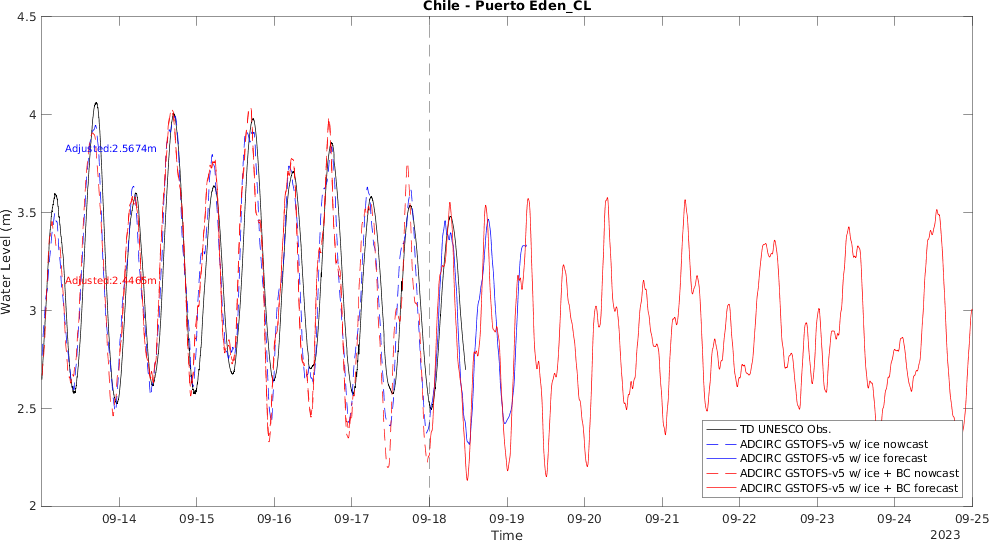 Chile - Puerto Eden_CL
4.5
4
3.5
3
2.5
2
Water Level (m)
Adjusted:2.5674m
Adjusted:2.4465m
TD UNESCO Obs.
ADCIRC GSTOFS-v5 w/ ice nowcast
ADCIRC GSTOFS-v5 w/ ice forecast
ADCIRC GSTOFS-v5 w/ ice + BC nowcast
ADCIRC GSTOFS-v5 w/ ice + BC forecast
09-14 09-15 09-16 09-17 09-18 09-19 09-20 09-21 09-22 09-23 09-24 09-25
Time
2023